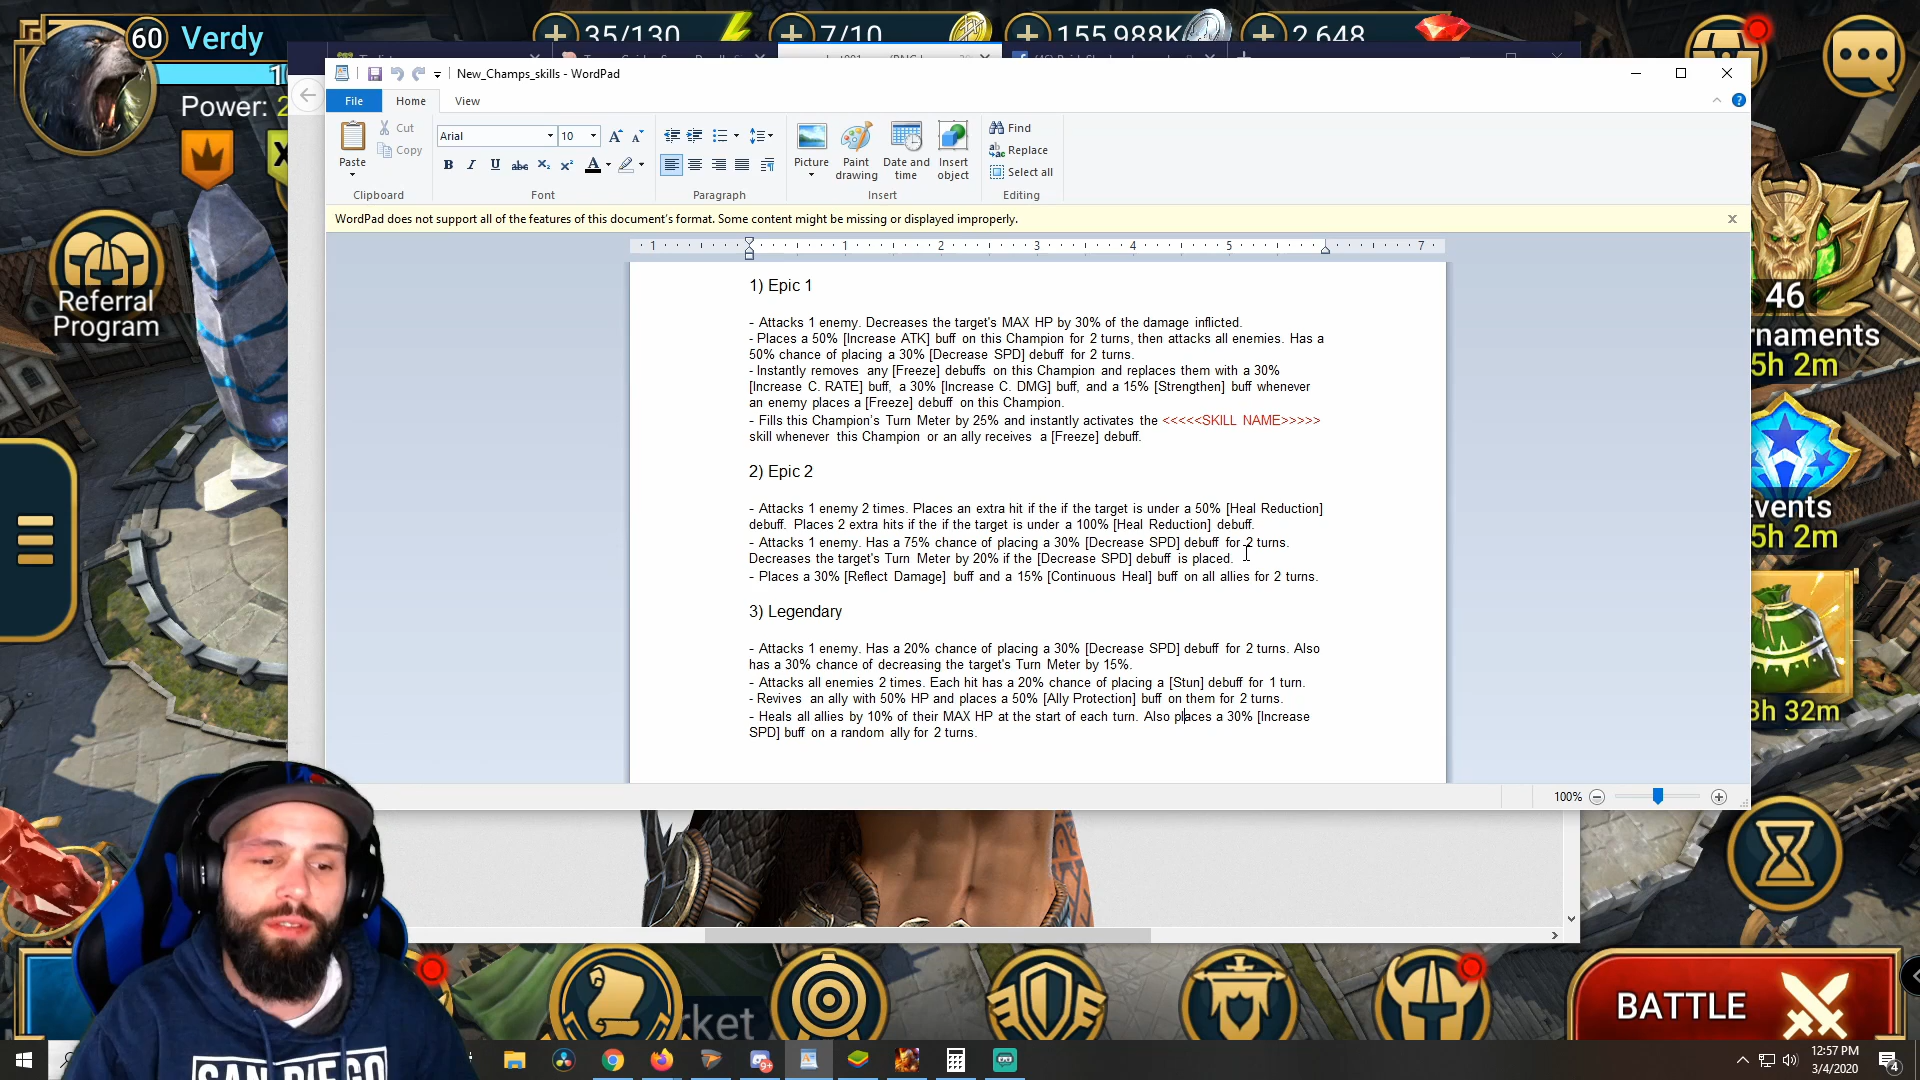 60 Verdy
35/130
7/10
155,988K
2,648
Power: 2
New_Champs_skills - WordPad
File Home View
Paste
Cut
Copy
Clipboard
Arial 10
Font
Paragraph
Picture
Paint drawing
Date and time
Insert object
Insert
Find
Replace
Select all
Editing
WordPad does not support all of the features of this document's format. Some content might be missing or displayed improperly.
1 1 2 3 4 5 7
1) Epic 1
- Attacks 1 enemy. Decreases the target's MAX HP by 30% of the damage inflicted.
- Places a 50% [Increase ATK] buff on this Champion for 2 turns, then attacks all enemies. Has a
50% chance of placing a 30% [Decrease SPD] debuff for 2 turns.
- Instantly removes any [Freeze] debuffs on this Champion and replaces them with a 30%
[Increase C. RATE] buff, a 30% [Increase C. DMG] buff, and a 15% [Strengthen] buff whenever
an enemy places a [Freeze] debuff on this Champion.
- Fills this Champion's Turn Meter by 25% and instantly activates the <<<<<SKILL NAME>>>>>
skill whenever this Champion or an ally receives a [Freeze] debuff.
2) Epic 2
- Attacks 1 enemy 2 times. Places an extra hit if the if the target is under a 50% [Heal Reduction]
debuff. Places 2 extra hits if the if the target is under a 100% [Heal Reduction] debuff.
- Attacks 1 enemy. Has a 75% chance of placing a 30% [Decrease SPD] debuff for 2 turns.
Decreases the target's Turn Meter by 20% if the [Decrease SPD] debuff is placed.
- Places a 30% [Reflect Damage] buff and a 15% [Continuous Heal] buff on all allies for 2 turns.
3) Legendary
- Attacks 1 enemy. Has a 20% chance of placing a 30% [Decrease SPD] debuff for 2 turns. Also
has a 30% chance of decreasing the target's Turn Meter by 15%.
- Attacks all enemies 2 times. Each hit has a 20% chance of placing a [Stun] debuff for 1 turn.
- Revives an ally with 50% HP and places a 50% [Ally Protection] buff on them for 2 turns.
- Heals all allies by 10% of their MAX HP at the start of each turn. Also places a 30% [Increase
SPD] buff on a random ally for 2 turns.
100%
Referral
Program
46
rnaments
5h 2m
Events
5h 2m
3h 32m
rket
BATTLE
SAN DIEGO
9+
12:57 PM
3/4/2020
4